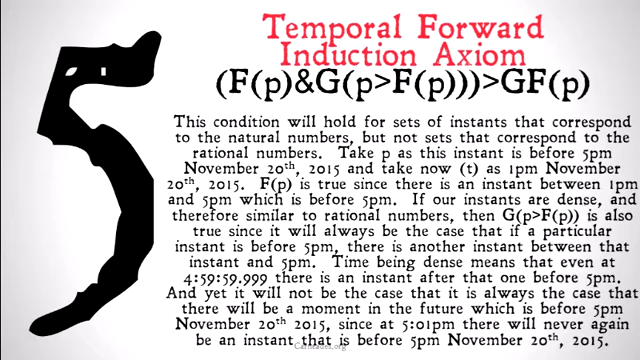 5
Temporal Forward
Induction Axiom
(F(p)&G(p>F(p)))>GF(p)
This condition will hold for sets of instants that correspond
to the natural numbers, but not sets that correspond to the
rational numbers. Take p as this instant is before 5pm
November 20th, 2015 and take now (t) as 1pm November
20th, 2015. F(p) is true since there is an instant between 1pm
and 5pm which is before 5pm. If our instants are dense, and
therefore similar to rational numbers, then G(p>F(p)) is also
true since it will always be the case that if a particular
instant is before 5pm, there is another instant between that
instant and 5pm. Time being dense means that even at
4:59:59.999 there is an instant after that one before 5pm.
And yet it will not be the case that it is always the case that
there will be a moment in the future which is before 5pm
November 20th 2015, since at 5:01pm there will never again
be an instant that is before 5pm November 20th, 2015.
Carneades.org